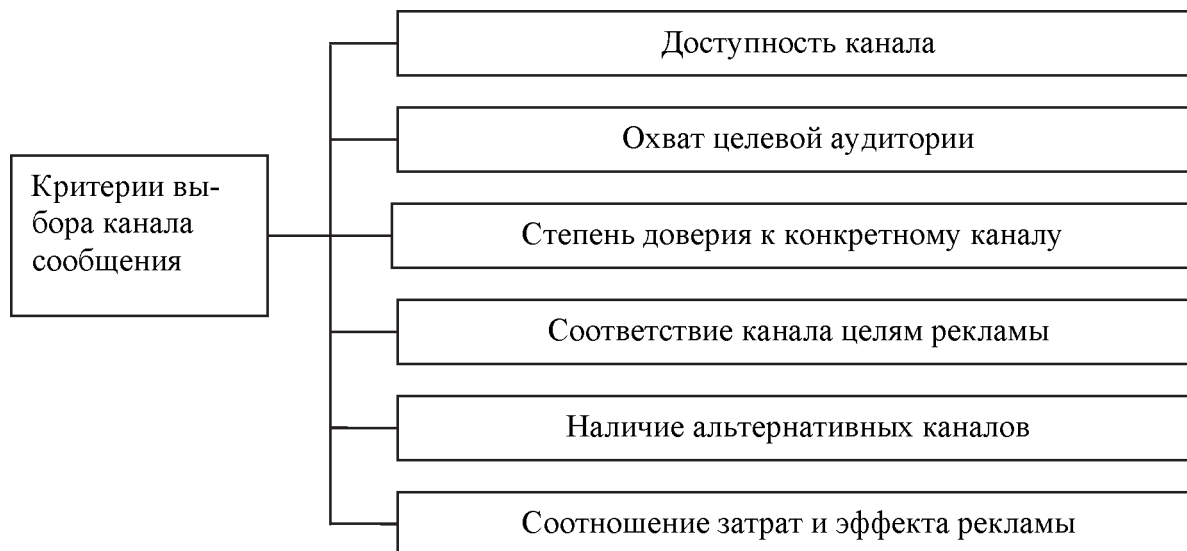 Доступность канала
Охват целевой аудитории
Критерии вы-
бора канала
сообщения
Степень доверия к конкретному каналу
Соответствие канала целям рекламы
Наличие альтернативных каналов
Соотношение затрат и эффекта рекламы